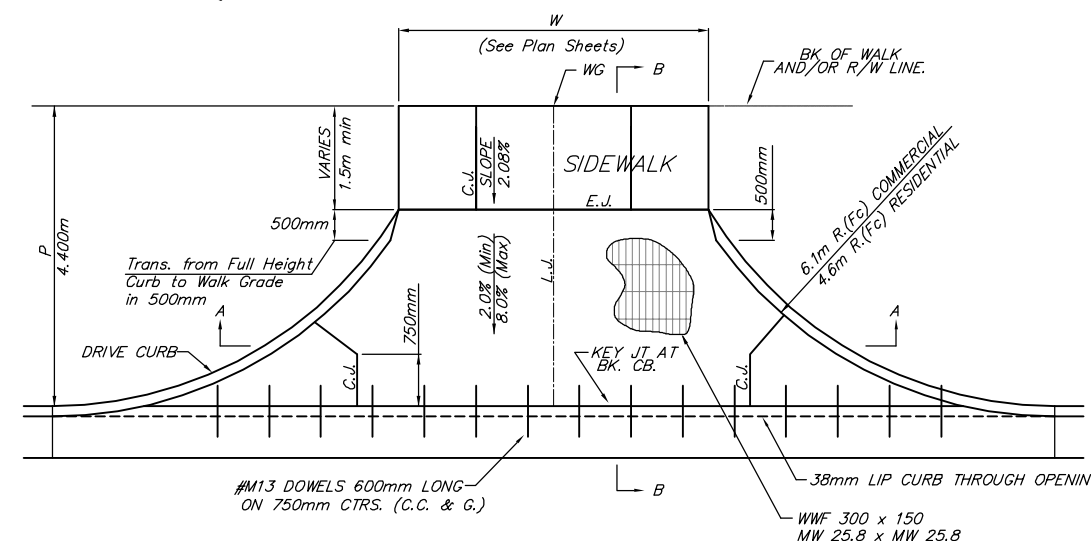 W
(See Plan Sheets)
WG
B
BK OF WALK
AND/OR R/W LINE.
VARIES
1.5m min
C.J.
SLOPE
2.08%
SIDEWALK
E.J.
500mm
6.1m R.(Fc) COMMERCIAL
4.6m R.(Fc) RESIDENTIAL
P
4.400m
500mm
Trans. from Full Height
Curb to Walk Grade
in 500mm
2.0% (Min)
8.0% (Max)
L.J.
A
A
DRIVE CURB
750mm
C.J.
KEY JT AT
BK. CB.
C.J.
#M13 DOWELS 600mm LONG
ON 750mm CTRS. (C.C. & G.)
B
38mm LIP CURB THROUGH OPENIN
WWF 300 x 150
MW 25.8 x MW 25.8